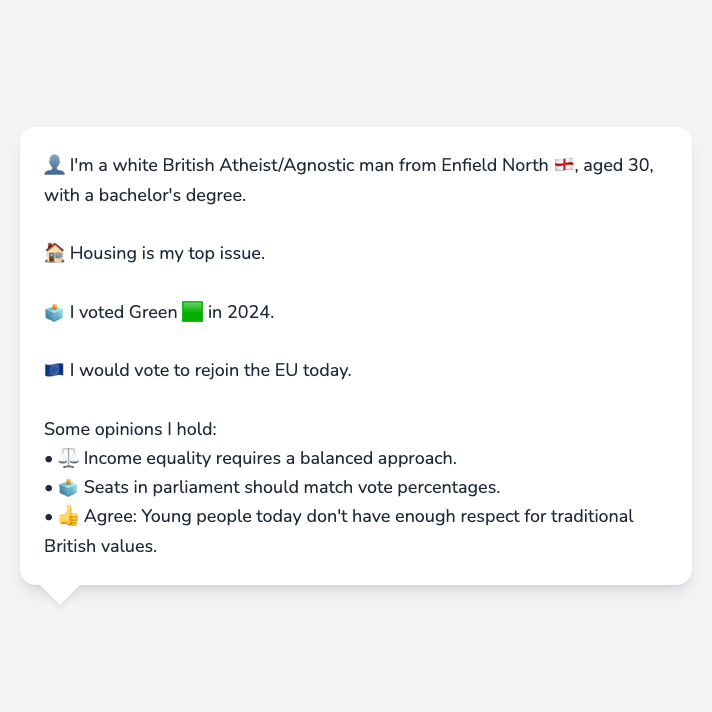 👤 I'm a white British Atheist/Agnostic man from Enfield North 🏴󠁧󠁢󠁥󠁮󠁧󠁿, aged 30,
with a bachelor's degree.
🏠 Housing is my top issue.
🗳️ I voted Green 🟩 in 2024.
🇪🇺 I would vote to rejoin the EU today.
Some opinions I hold:
• ⚖️ Income equality requires a balanced approach.
• 🗳️ Seats in parliament should match vote percentages.
• 👍 Agree: Young people today don't have enough respect for traditional
British values.